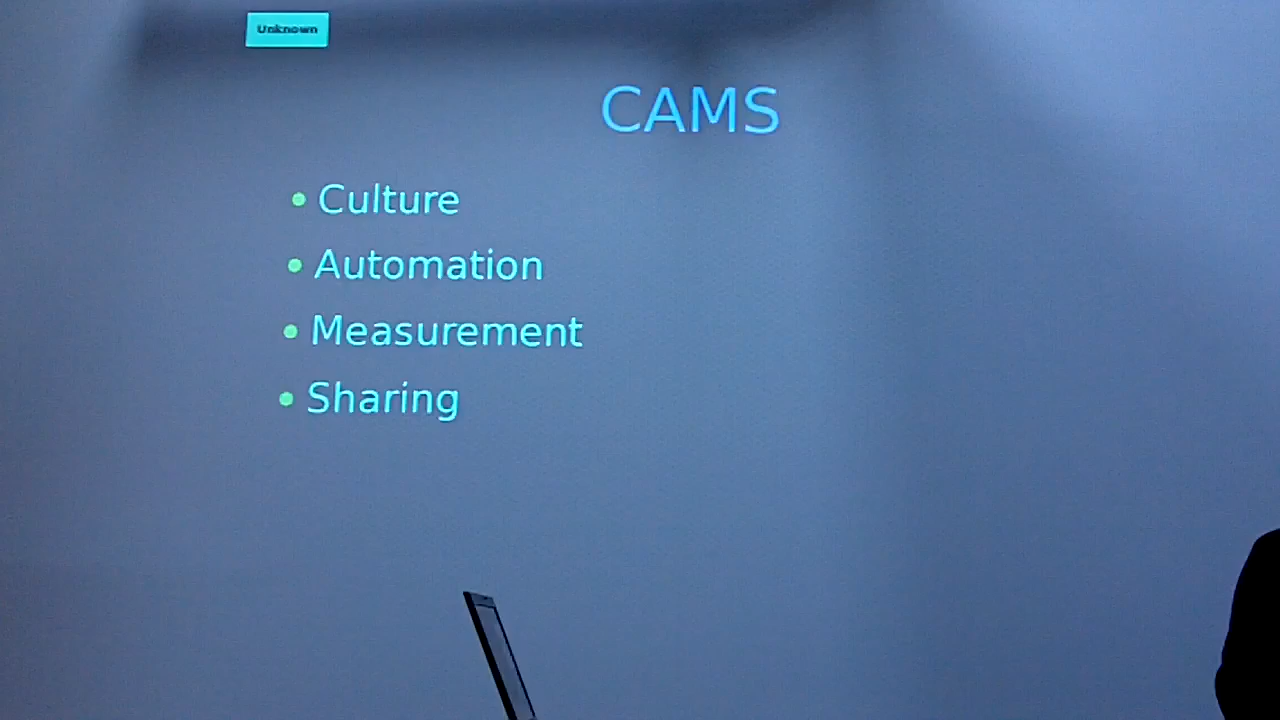 Unknown
CAMS
• Culture
• Automation
• Measurement
• Sharing